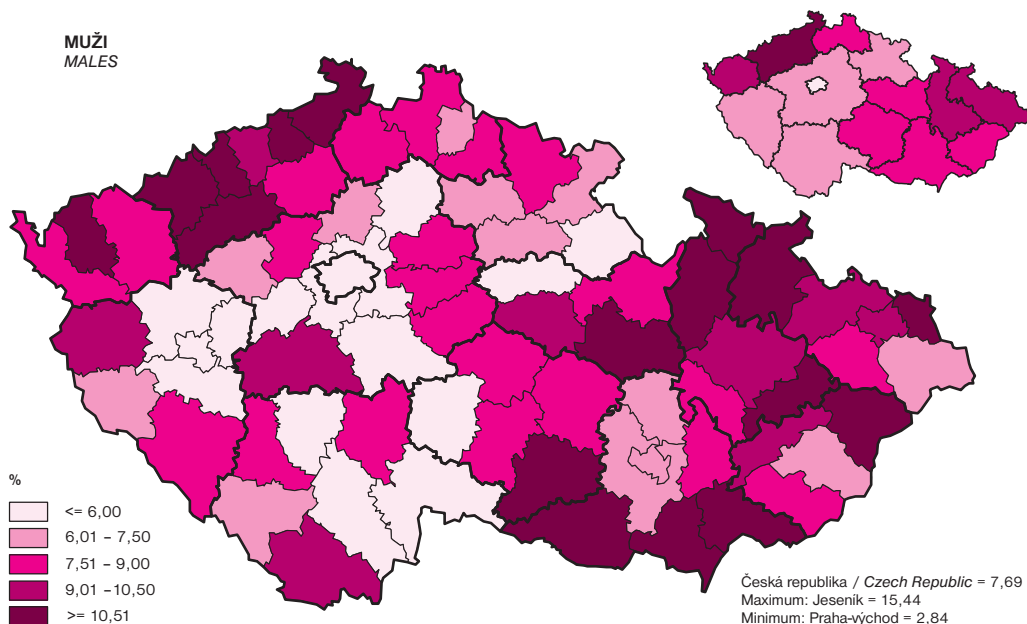 MUŽI
MALES
%
<= 6,00
6,01 – 7,50
7,51 – 9,00
9,01 –10,50
>= 10,51
Česká republika / Czech Republic = 7,69
Maximum: Jeseník = 15,44
Minimum: Praha-východ = 2,84